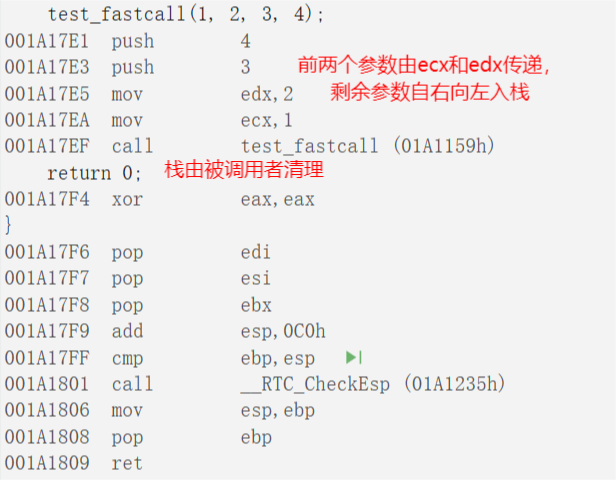 test_fastcall(1, 2, 3, 4);
001A17E1 push 4
001A17E3 push 3 前两个参数由ecx和edx传递，
001A17E5 mov edx,2 剩余参数自右向左入栈
001A17EA mov ecx,1
001A17EF call test_fastcall (01A1159h)
return 0; 栈由被调用者清理
001A17F4 xor eax,eax
}
001A17F6 pop edi
001A17F7 pop esi
001A17F8 pop ebx
001A17F9 add esp,0C0h
001A17FF cmp ebp,esp
001A1801 call __RTC_CheckEsp (01A1235h)
001A1806 mov esp,ebp
001A1808 pop ebp
001A1809 ret